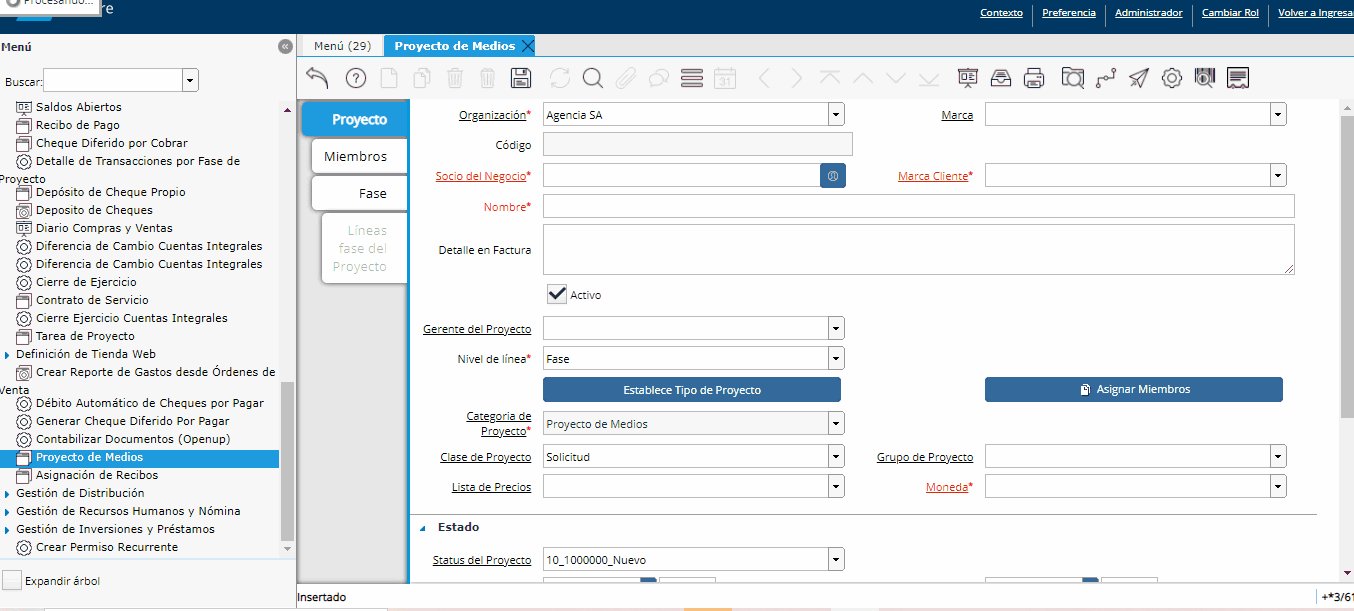 Procesando...
re
Contexto
Preferencia
Administrador
Cambiar Rol
Volver a Ingresa
Menú
Menú (29)
Proyecto de Medios
Buscar:
Saldos Abiertos
Recibo de Pago
Cheque Diferido por Cobrar
Detalle de Transacciones por Fase de
Proyecto
Depósito de Cheque Propio
Deposito de Cheques
Diario Compras y Ventas
Diferencia de Cambio Cuentas Integrales
Diferencia de Cambio Cuentas Integrales
Cierre de Ejercicio
Contrato de Servicio
Cierre Ejercicio Cuentas Integrales
Tarea de Proyecto
Definición de Tienda Web
Crear Reporte de Gastos desde Órdenes de
Venta
Débito Automático de Cheques por Pagar
Generar Cheque Diferido Por Pagar
Contabilizar Documentos (Openup)
Proyecto de Medios
Asignación de Recibos
Gestión de Distribución
Gestión de Recursos Humanos y Nómina
Gestión de Inversiones y Préstamos
Crear Permiso Recurrente
Expandir árbol
31
Proyecto
Miembros
Fase
Líneas
fase del
Proyecto
Organización* Agencia SA
Marca
Código
Socio del Negocio*
Marca Cliente*
Nombre*
Detalle en Factura
Activo
Gerente del Proyecto
Nivel de línea* Fase
Establece Tipo de Proyecto
Asignar Miembros
Categoria de
Proyecto* Proyecto de Medios
Clase de Proyecto Solicitud
Grupo de Proyecto
Lista de Precios
Moneda*
Estado
Status del Proyecto 10_1000000_Nuevo
Insertado
+*3/61